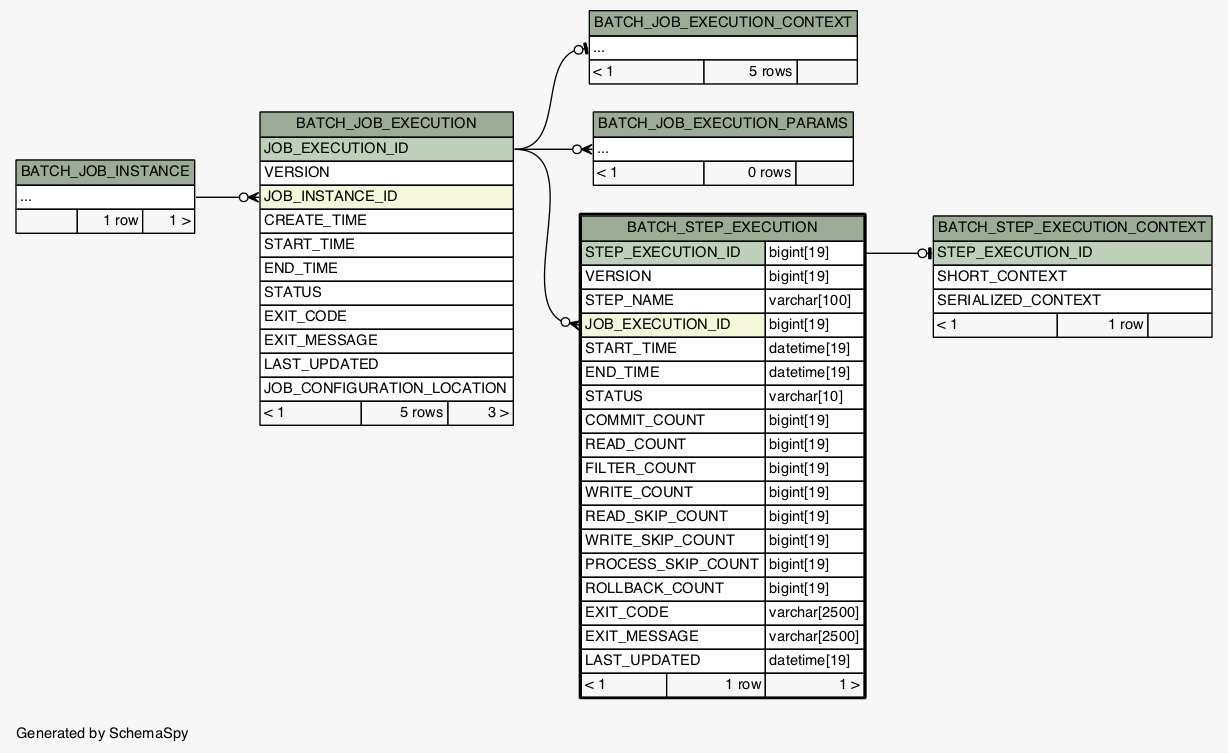 BATCH_JOB_INSTANCE
...
1 row 1 >
BATCH_JOB_EXECUTION
JOB_EXECUTION_ID
VERSION
JOB_INSTANCE_ID
CREATE_TIME
START_TIME
END_TIME
STATUS
EXIT_CODE
EXIT_MESSAGE
LAST_UPDATED
JOB_CONFIGURATION_LOCATION
< 1 5 rows 3 >
BATCH_JOB_EXECUTION_CONTEXT
...
< 1 5 rows
BATCH_JOB_EXECUTION_PARAMS
...
< 1 0 rows
BATCH_STEP_EXECUTION
STEP_EXECUTION_ID bigint[19]
VERSION bigint[19]
STEP_NAME varchar[100]
JOB_EXECUTION_ID bigint[19]
START_TIME datetime[19]
END_TIME datetime[19]
STATUS varchar[10]
COMMIT_COUNT bigint[19]
READ_COUNT bigint[19]
FILTER_COUNT bigint[19]
WRITE_COUNT bigint[19]
READ_SKIP_COUNT bigint[19]
WRITE_SKIP_COUNT bigint[19]
PROCESS_SKIP_COUNT bigint[19]
ROLLBACK_COUNT bigint[19]
EXIT_CODE varchar[2500]
EXIT_MESSAGE varchar[2500]
LAST_UPDATED datetime[19]
< 1 1 row 1 >
BATCH_STEP_EXECUTION_CONTEXT
STEP_EXECUTION_ID
SHORT_CONTEXT
SERIALIZED_CONTEXT
< 1 1 row
Generated by SchemaSpy